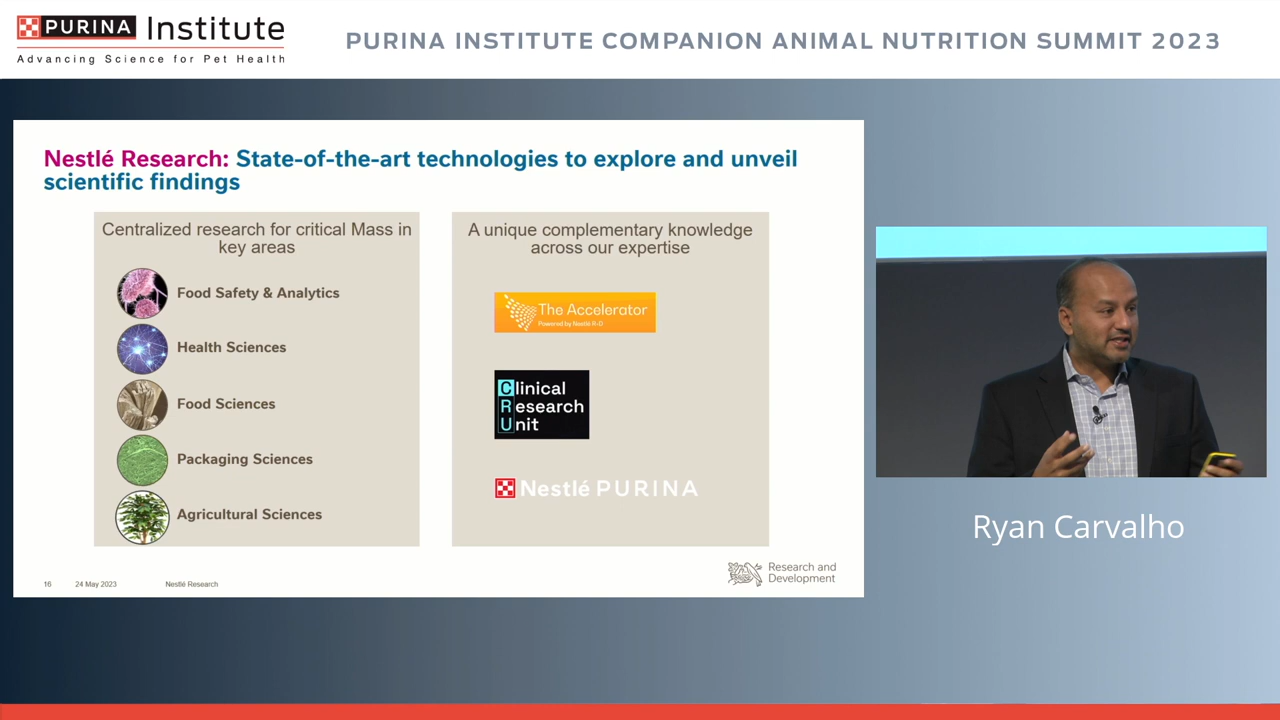 PURINA Institute
Advancing Science for Pet Health
PURINA INSTITUTE COMPANION ANIMAL NUTRITION SUMMIT 2023
Nestlé Research: State-of-the-art technologies to explore and unveil
scientific findings
Centralized research for critical Mass in
key areas
Food Safety & Analytics
Health Sciences
Food Sciences
Packaging Sciences
Agricultural Sciences
A unique complementary knowledge
across our expertise
The Accelerator
Powered by Nestlé R+D
Clinical
Research
Unit
Nestlé PURINA
16 24 May 2023 Nestlé Research
Research and
Development
Ryan Carvalho